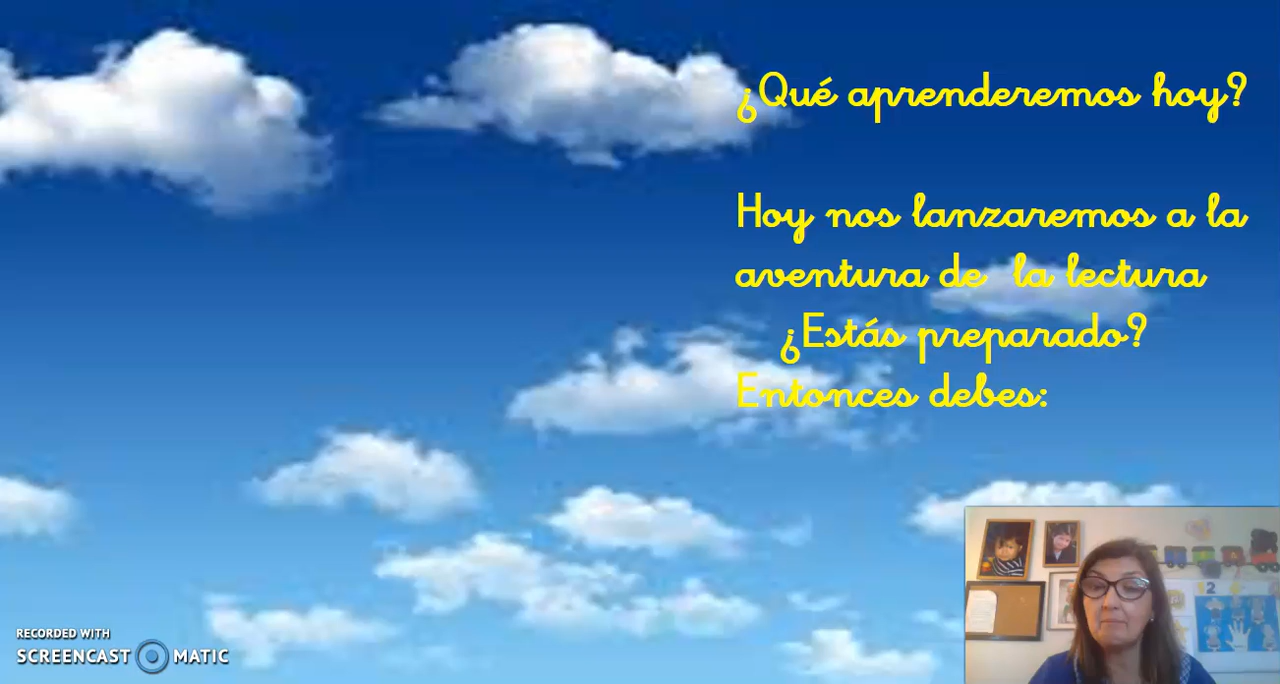 ¿Qué aprenderemos hoy?
Hoy nos lanzaremos a la
aventura de la lectura
¿Estás preparado?
Entonces debes:
RECORDED WITH
SCREENCAST MATIC
2